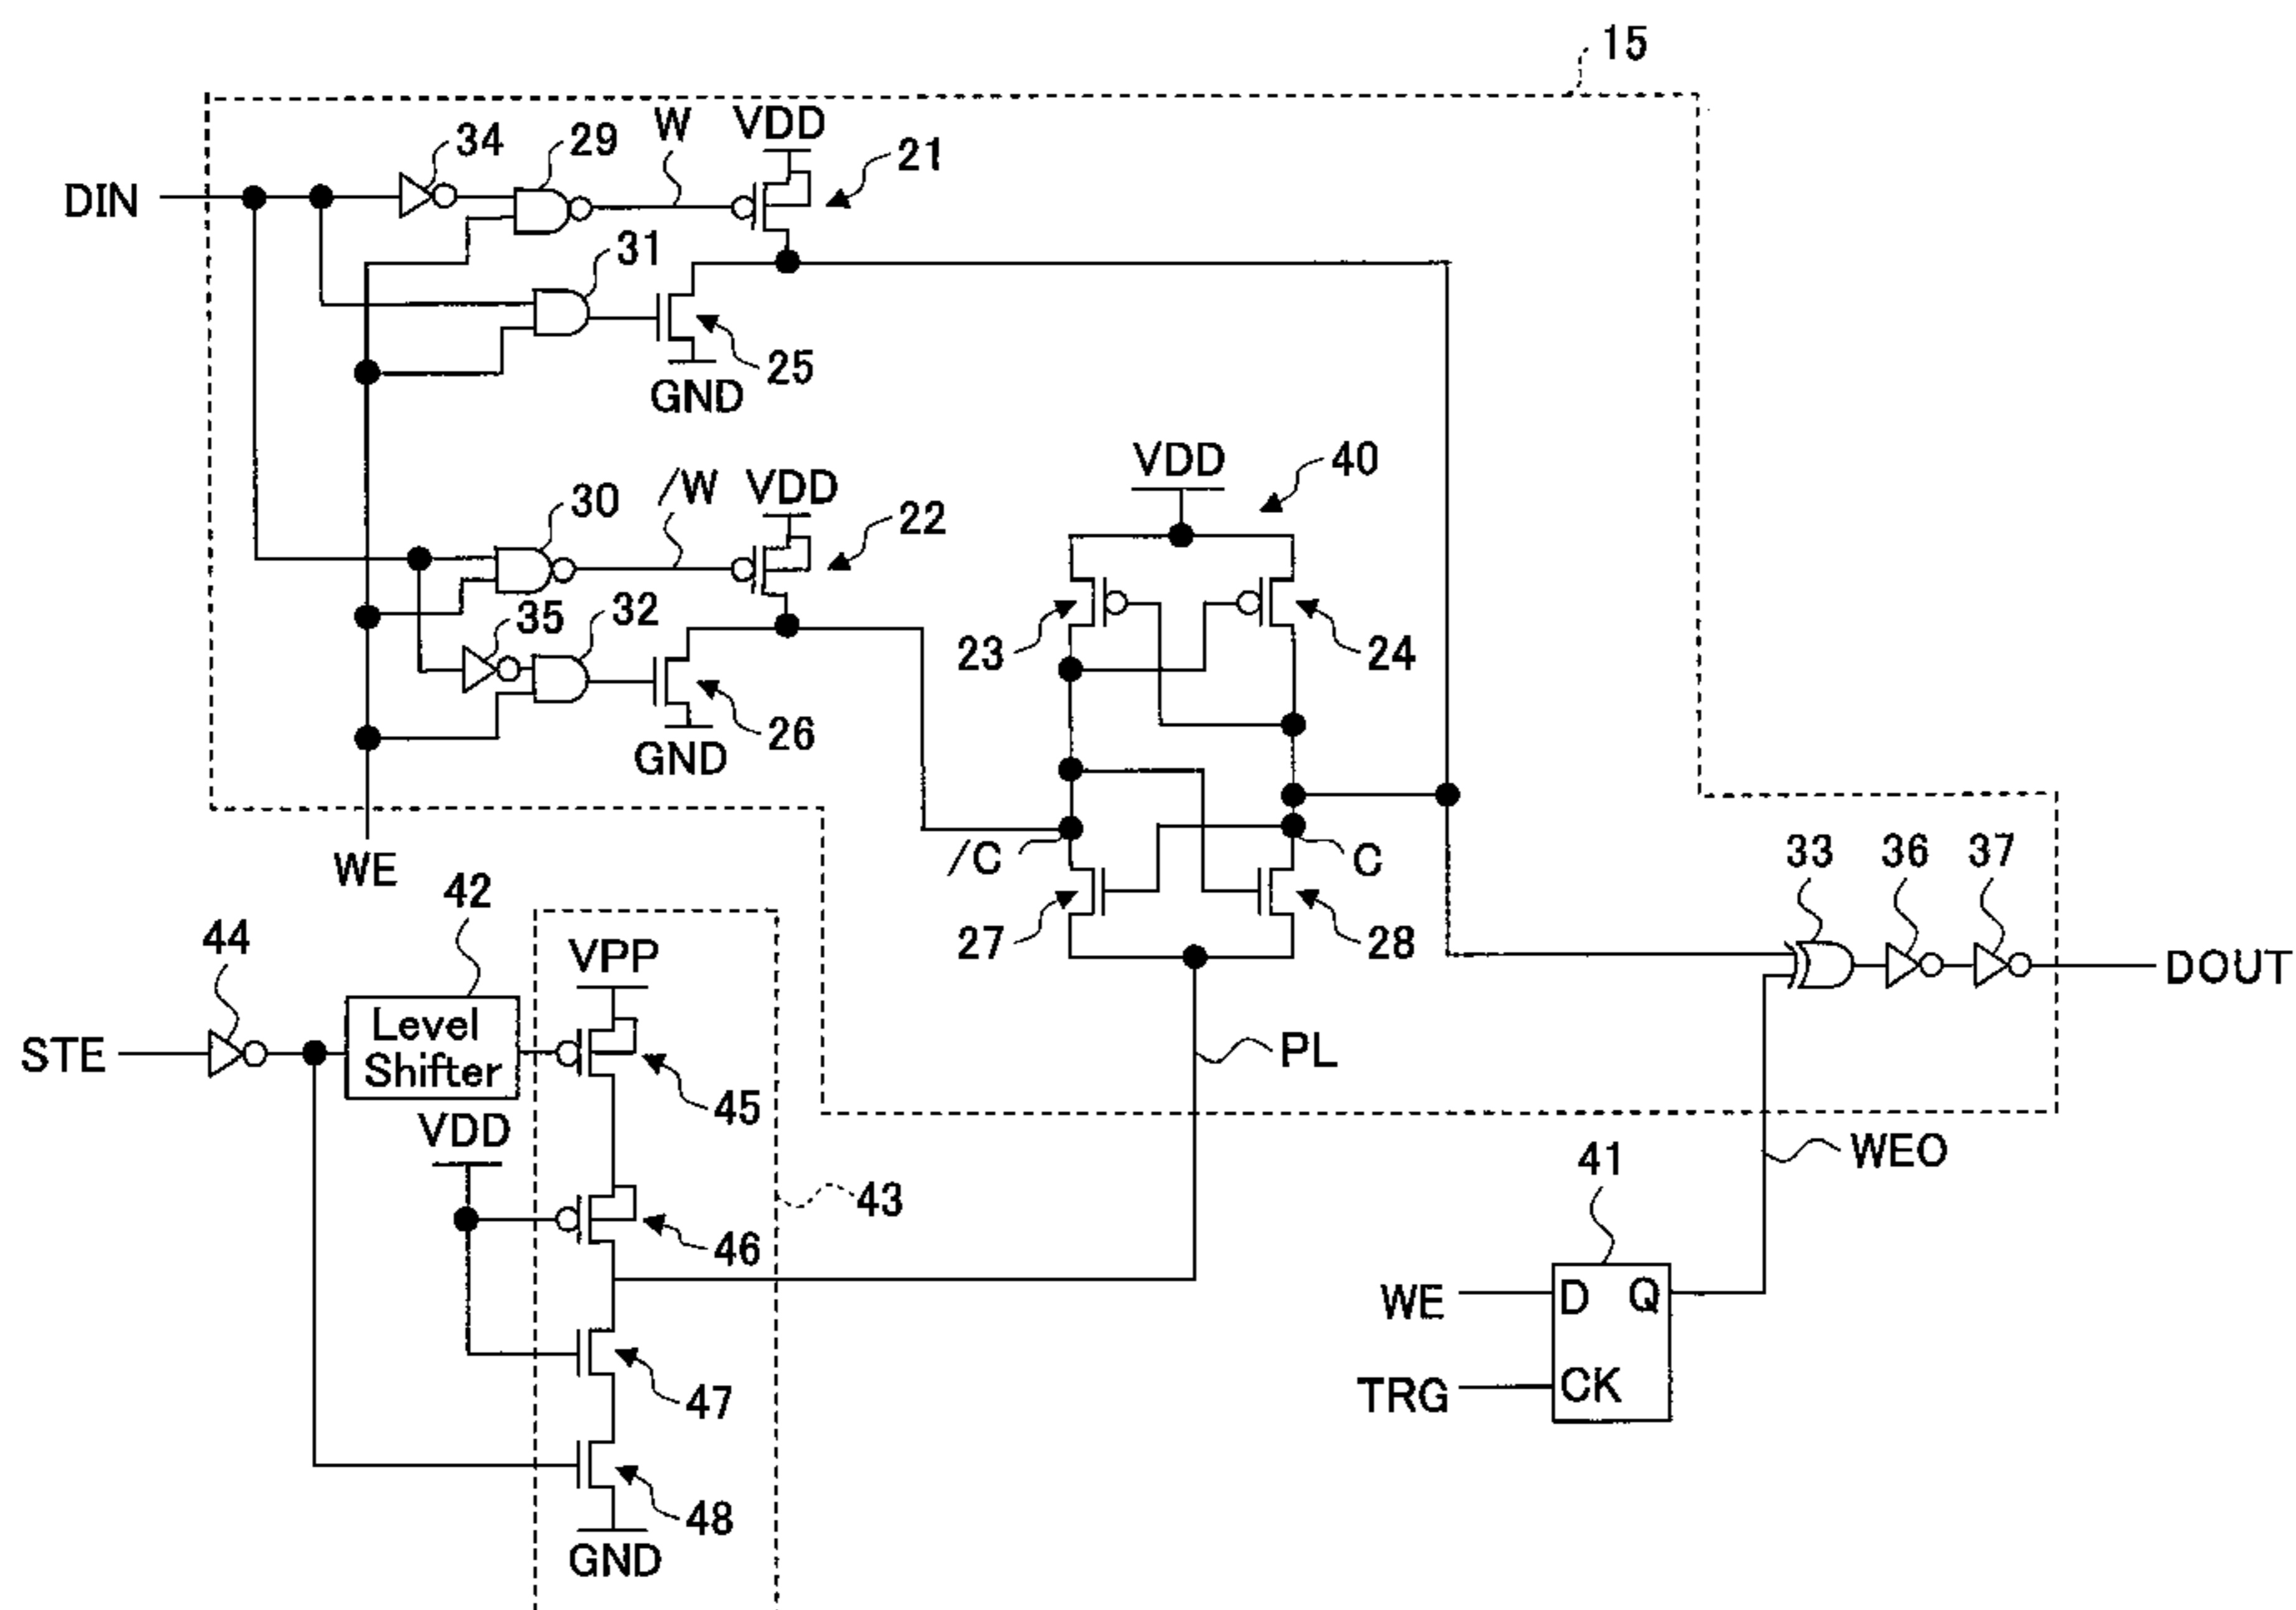 15
34
29
W
VDD
21
DIN
31
25
GND
/W
VDD
30
22
VDD
40
35
32
23
24
26
GND
/C
C
WE
33
36
37
42
44
27
28
VPP
DOUT
Level
Shifter
STE
45
PL
VDD
43
46
41
WEO
WE
D
Q
TRG
CK
47
48
GND